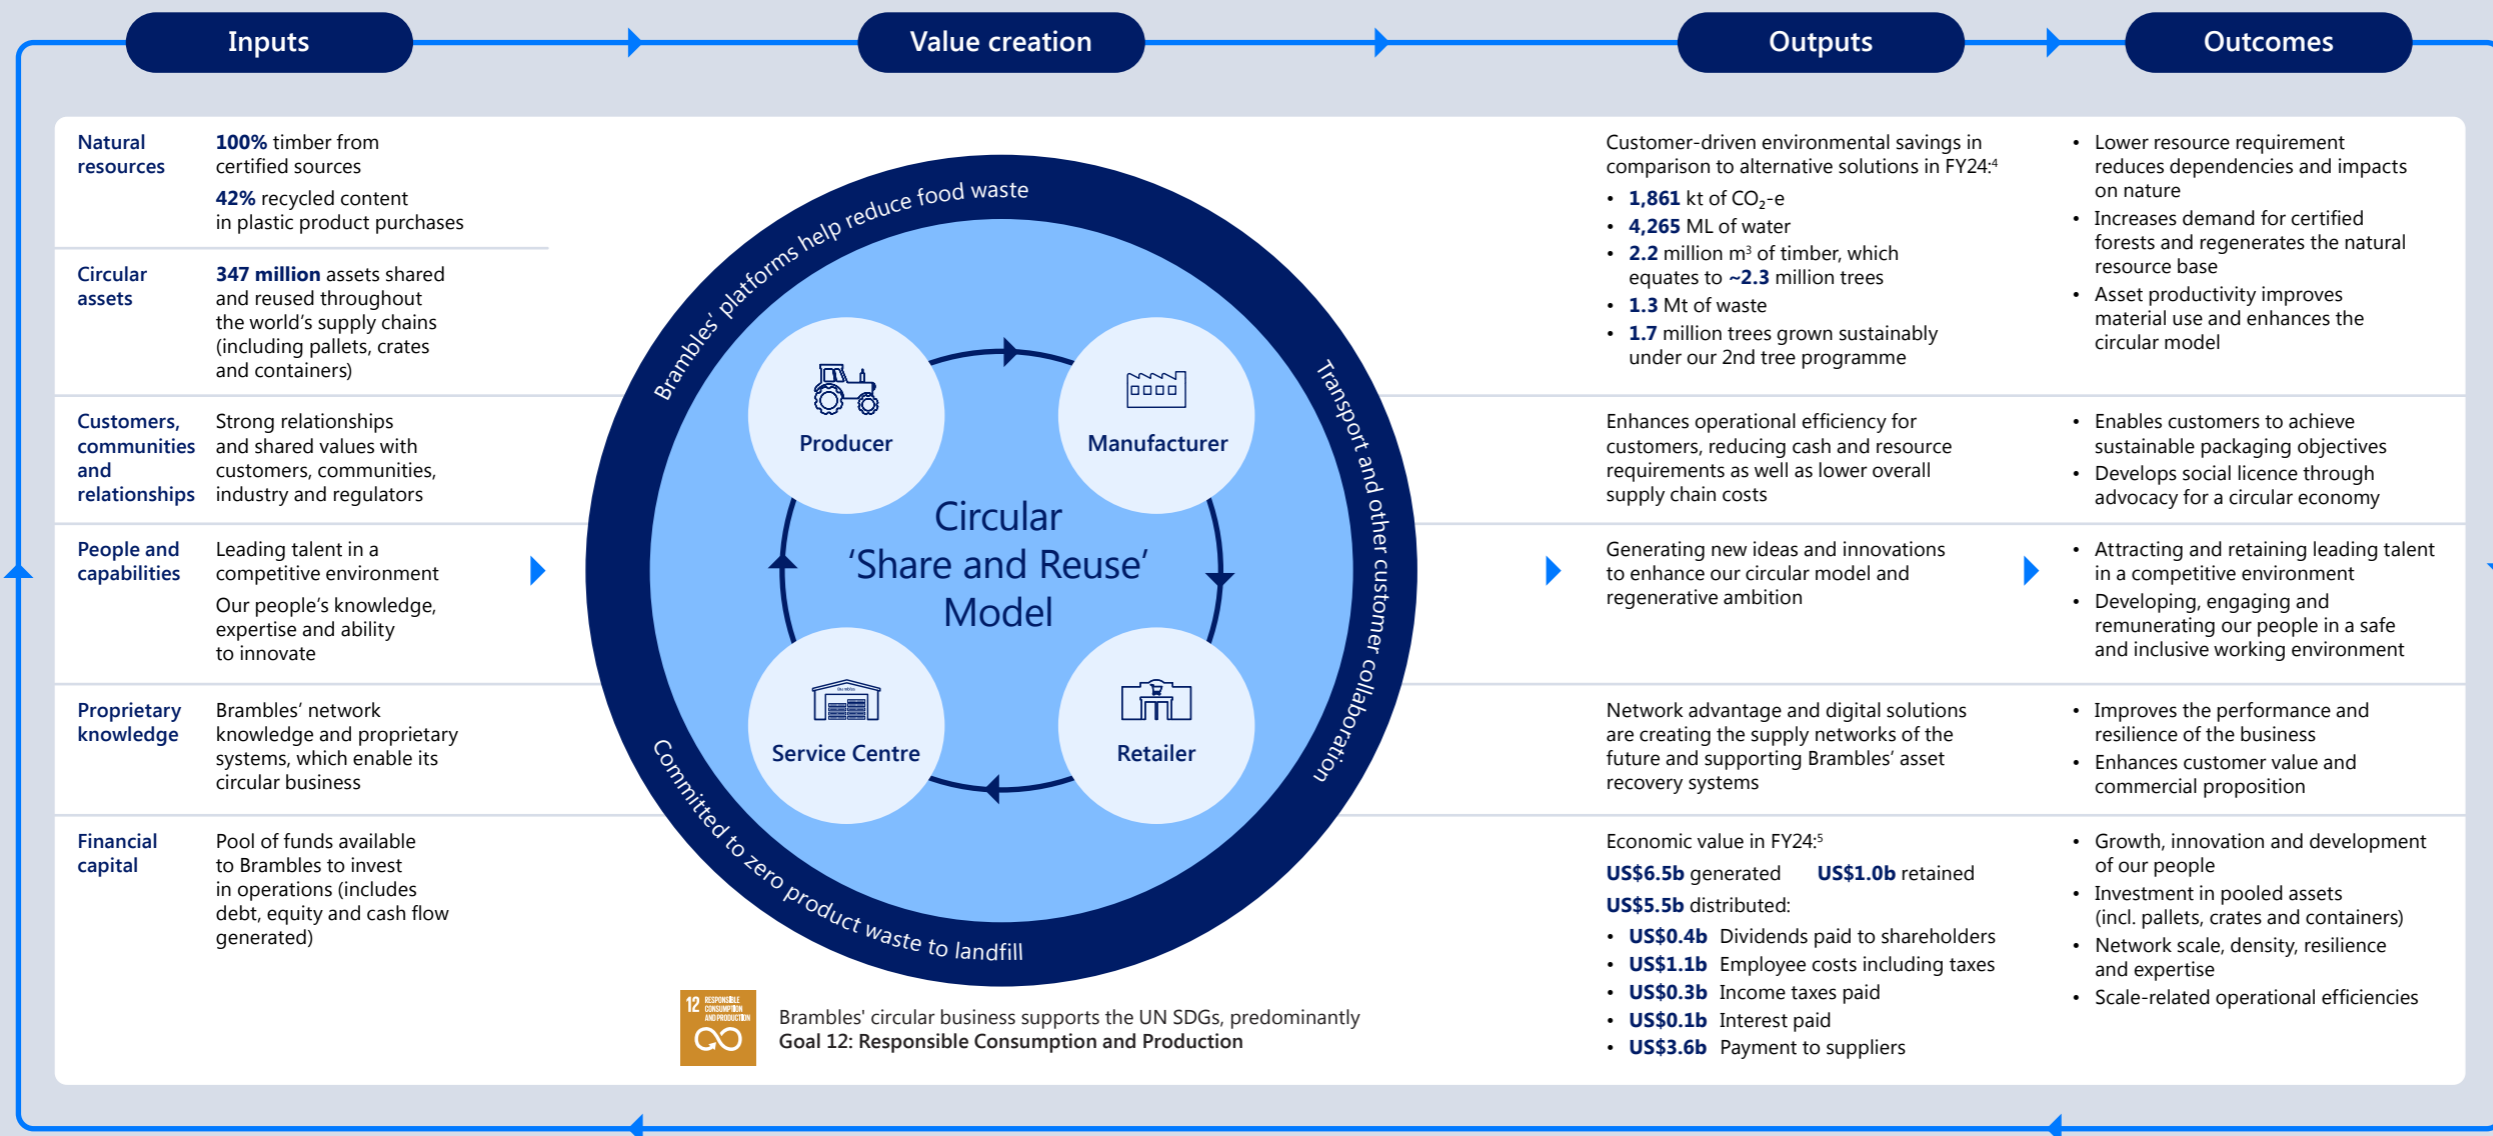 Inputs
Value creation
Outputs
Outcomes
Natural
resources
100% timber from
certified sources
42% recycled content
in plastic product purchases
Circular
assets
347 million assets shared
and reused throughout
the world's supply chains
(including pallets, crates
and containers)
Customers,
communities
and
relationships
Strong relationships
and shared values with
customers, communities,
industry and regulators
People and
capabilities
Leading talent in a
competitive environment
Our people's knowledge,
expertise and ability
to innovate
Proprietary
knowledge
Brambles' network
knowledge and proprietary
systems, which enable its
circular business
Financial
capital
Pool of funds available
to Brambles to invest
in operations (includes
debt, equity and cash flow
generated)
Brambles' platforms help reduce food waste
Transport and other customer collaboration
Committed to zero product waste to landfill
Producer
Manufacturer
Circular
'Share and Reuse'
Model
Service Centre
Retailer
12 RESPONSIBLE
CONSUMPTION
AND PRODUCTION
Brambles' circular business supports the UN SDGs, predominantly
Goal 12: Responsible Consumption and Production
Customer-driven environmental savings in
comparison to alternative solutions in FY24:⁴
• 1,861 kt of CO₂-e
• 4,265 ML of water
• 2.2 million m³ of timber, which
equates to ~2.3 million trees
• 1.3 Mt of waste
• 1.7 million trees grown sustainably
under our 2nd tree programme
Enhances operational efficiency for
customers, reducing cash and resource
requirements as well as lower overall
supply chain costs
Generating new ideas and innovations
to enhance our circular model and
regenerative ambition
Network advantage and digital solutions
are creating the supply networks of the
future and supporting Brambles' asset
recovery systems
Economic value in FY24:⁵
US$6.5b generated US$1.0b retained
US$5.5b distributed:
• US$0.4b Dividends paid to shareholders
• US$1.1b Employee costs including taxes
• US$0.3b Income taxes paid
• US$0.1b Interest paid
• US$3.6b Payment to suppliers
• Lower resource requirement
reduces dependencies and impacts
on nature
• Increases demand for certified
forests and regenerates the natural
resource base
• Asset productivity improves
material use and enhances the
circular model
• Enables customers to achieve
sustainable packaging objectives
• Develops social licence through
advocacy for a circular economy
• Attracting and retaining leading talent
in a competitive environment
• Developing, engaging and
remunerating our people in a safe
and inclusive working environment
• Improves the performance and
resilience of the business
• Enhances customer value and
commercial proposition
• Growth, innovation and development
of our people
• Investment in pooled assets
(incl. pallets, crates and containers)
• Network scale, density, resilience
and expertise
• Scale-related operational efficiencies